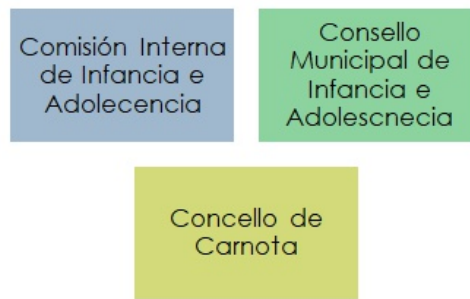 Comisión Interna
de Infancia e
Adolecencia
Consello
Municipal de
Infancia e
Adolescnecia
Concello de
Carnota